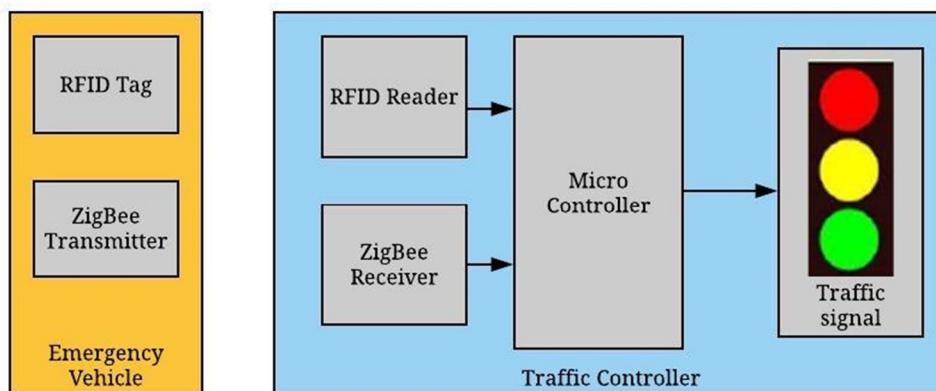 RFID Tag
ZigBee
Transmitter
Emergency
Vehicle
RFID Reader
ZigBee
Receiver
Micro
Controller
Traffic
signal
Traffic Controller